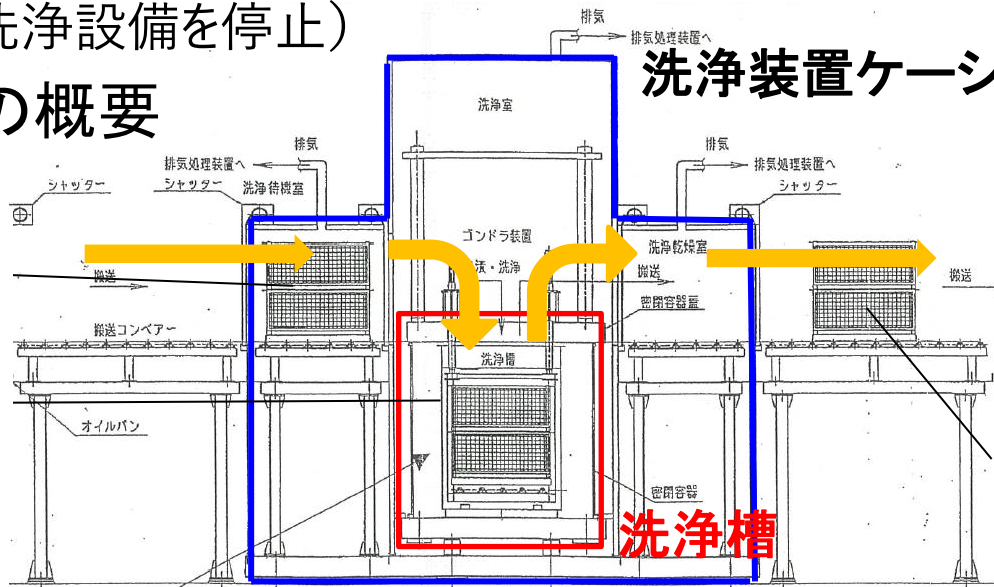 洗浄設備を停止）
の概要
排気
排気処理装置へ
洗浄装置ケーシ
洗浄室
排気
排気処理装置へ
排気
排気処理装置へ
シャッター
シャッター
洗浄待機室
シャッター
ゴンドラ装置
洗浄乾燥室
漬・洗浄
搬送
搬送
搬送
密閉容器蓋
搬送コンベアー
洗浄槽
オイルパン
密閉容器
洗浄槽